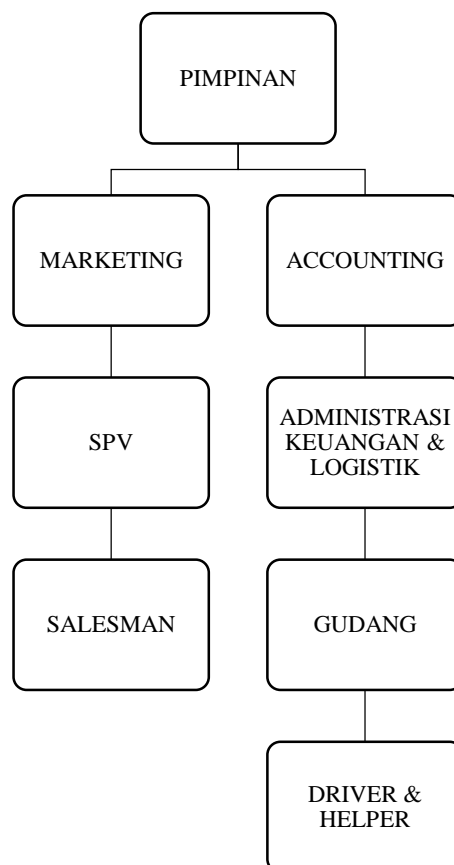 PIMPINAN
MARKETING
ACCOUNTING
SPV
ADMINISTRASI
KEUANGAN &
LOGISTIK
SALESMAN
GUDANG
DRIVER &
HELPER